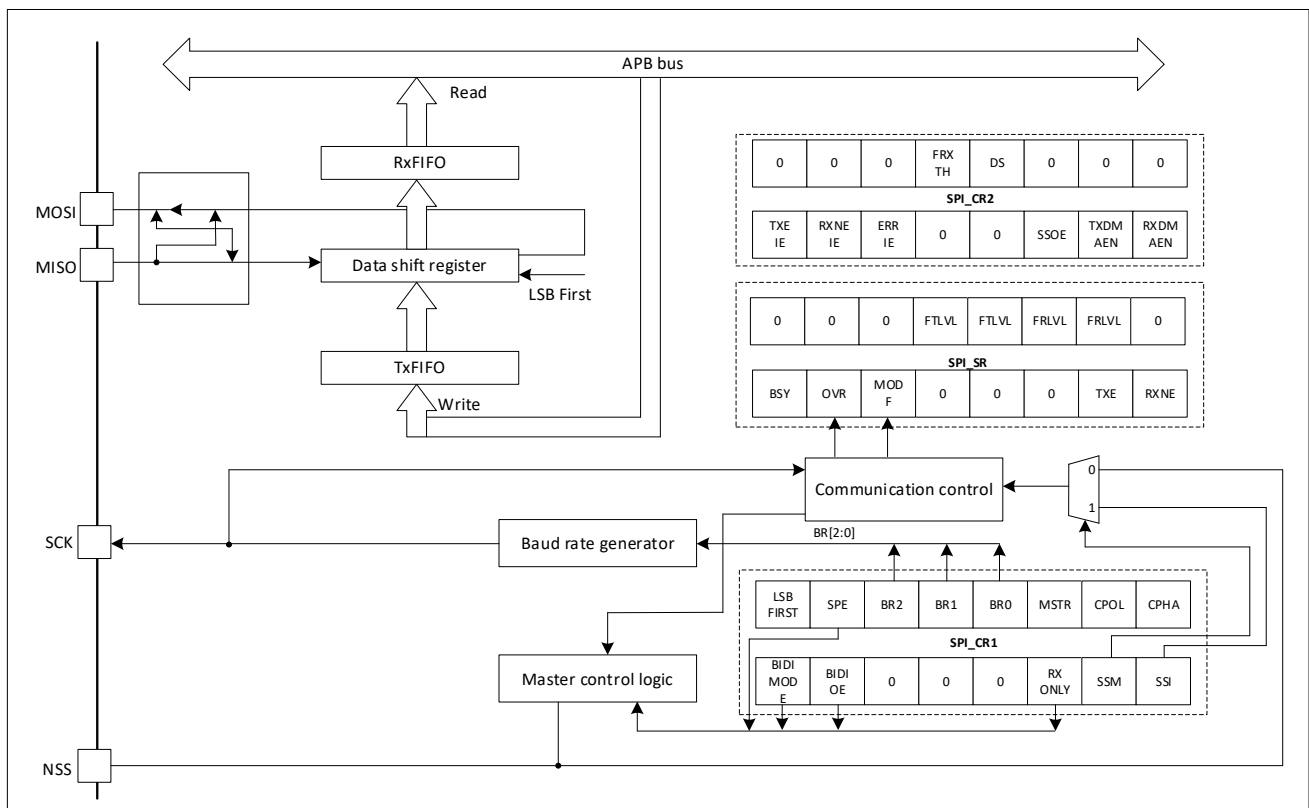 APB bus
Read
RxFIFO
MOSI
MISO
Data shift register
LSB First
TxFIFO
Write
0 0 0 FRX DS 0 0 0
TH
SPI_CR2
TXE RXNE ERR 0 0 SSOE TXDM RXDM
IE IE IE AEN AEN
0 0 0 FTLVL FTLVL FRLVL FRLVL 0
SPI_SR
BSY OVR MOD 0 0 0 TXE RXNE
F
Communication control
0
1
SCK
Baud rate generator
BR[2:0]
LSB SPE BR2 BR1 BR0 MSTR CPOL CPHA
FIRST
SPI_CR1
Master control logic
BIDI BIDI 0 0 0 RX SSM SSI
MOD OE ONLY
E
NSS